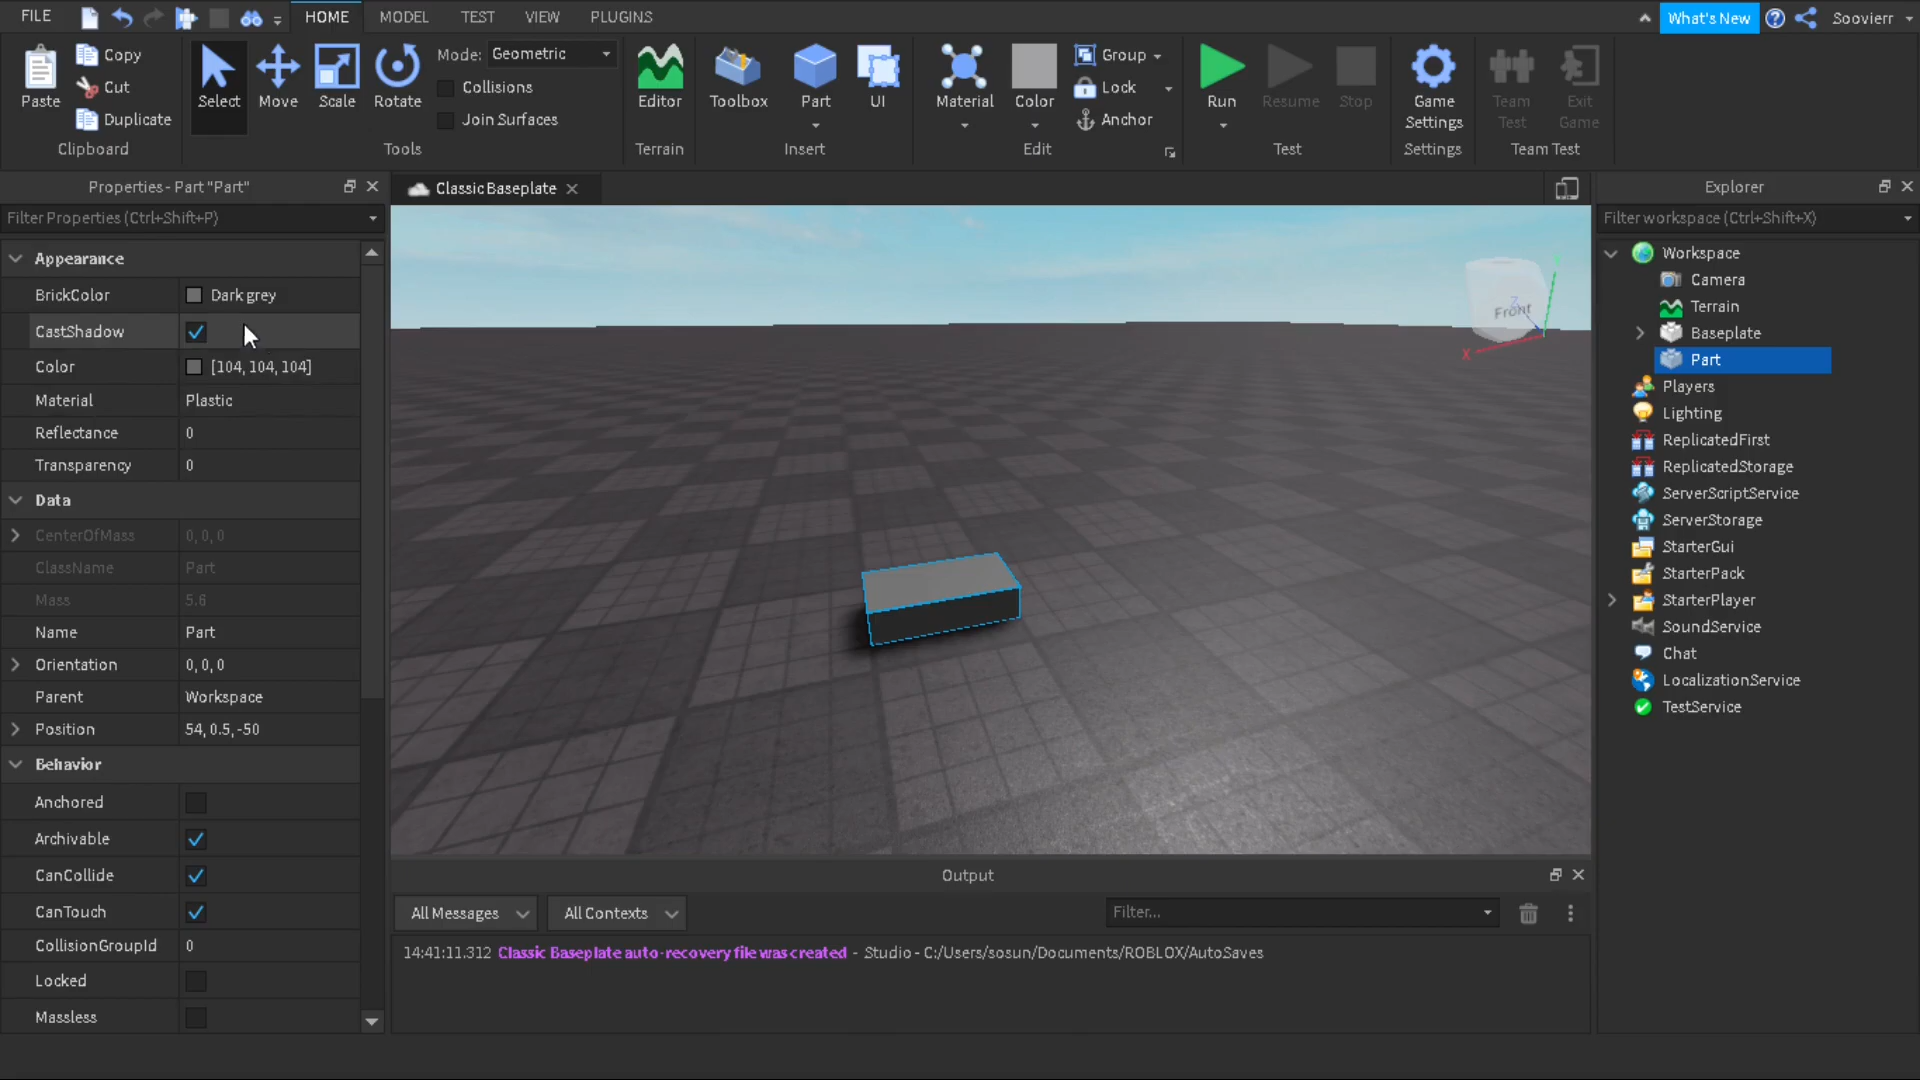 FILE HOME MODEL TEST VIEW PLUGINS What's New Soovierr
Paste Copy Cut Duplicate Clipboard
Select Move Scale Rotate Mode: Geometric Collisions Join Surfaces Tools
Editor Terrain
Toolbox Part UI Insert
Material Color Group Lock Anchor Edit
Run Resume Stop Test
Game Settings Settings
Team Test Exit Game Team Test
Properties - Part "Part"
Filter Properties (Ctrl+Shift+P)
Appearance
BrickColor Dark grey
CastShadow
Color [104, 104, 104]
Material Plastic
Reflectance 0
Transparency 0
Data
CenterOfMass 0, 0, 0
ClassName Part
Mass 5.6
Name Part
Orientation 0, 0, 0
Parent Workspace
Position 54, 0.5, -50
Behavior
Anchored
Archivable
CanCollide
CanTouch
CollisionGroupId 0
Locked
Massless
Classic Baseplate
Front
X
Z
Output
All Messages All Contexts Filter...
14:41:11.312 Classic Baseplate auto-recovery file was created - Studio - C:/Users/sosun/Documents/ROBLOX/AutoSaves
Explorer
Filter workspace (Ctrl+Shift+X)
Workspace
Camera
Terrain
Baseplate
Part
Players
Lighting
ReplicatedFirst
ReplicatedStorage
ServerScriptService
ServerStorage
StarterGui
StarterPack
StarterPlayer
SoundService
Chat
LocalizationService
TestService